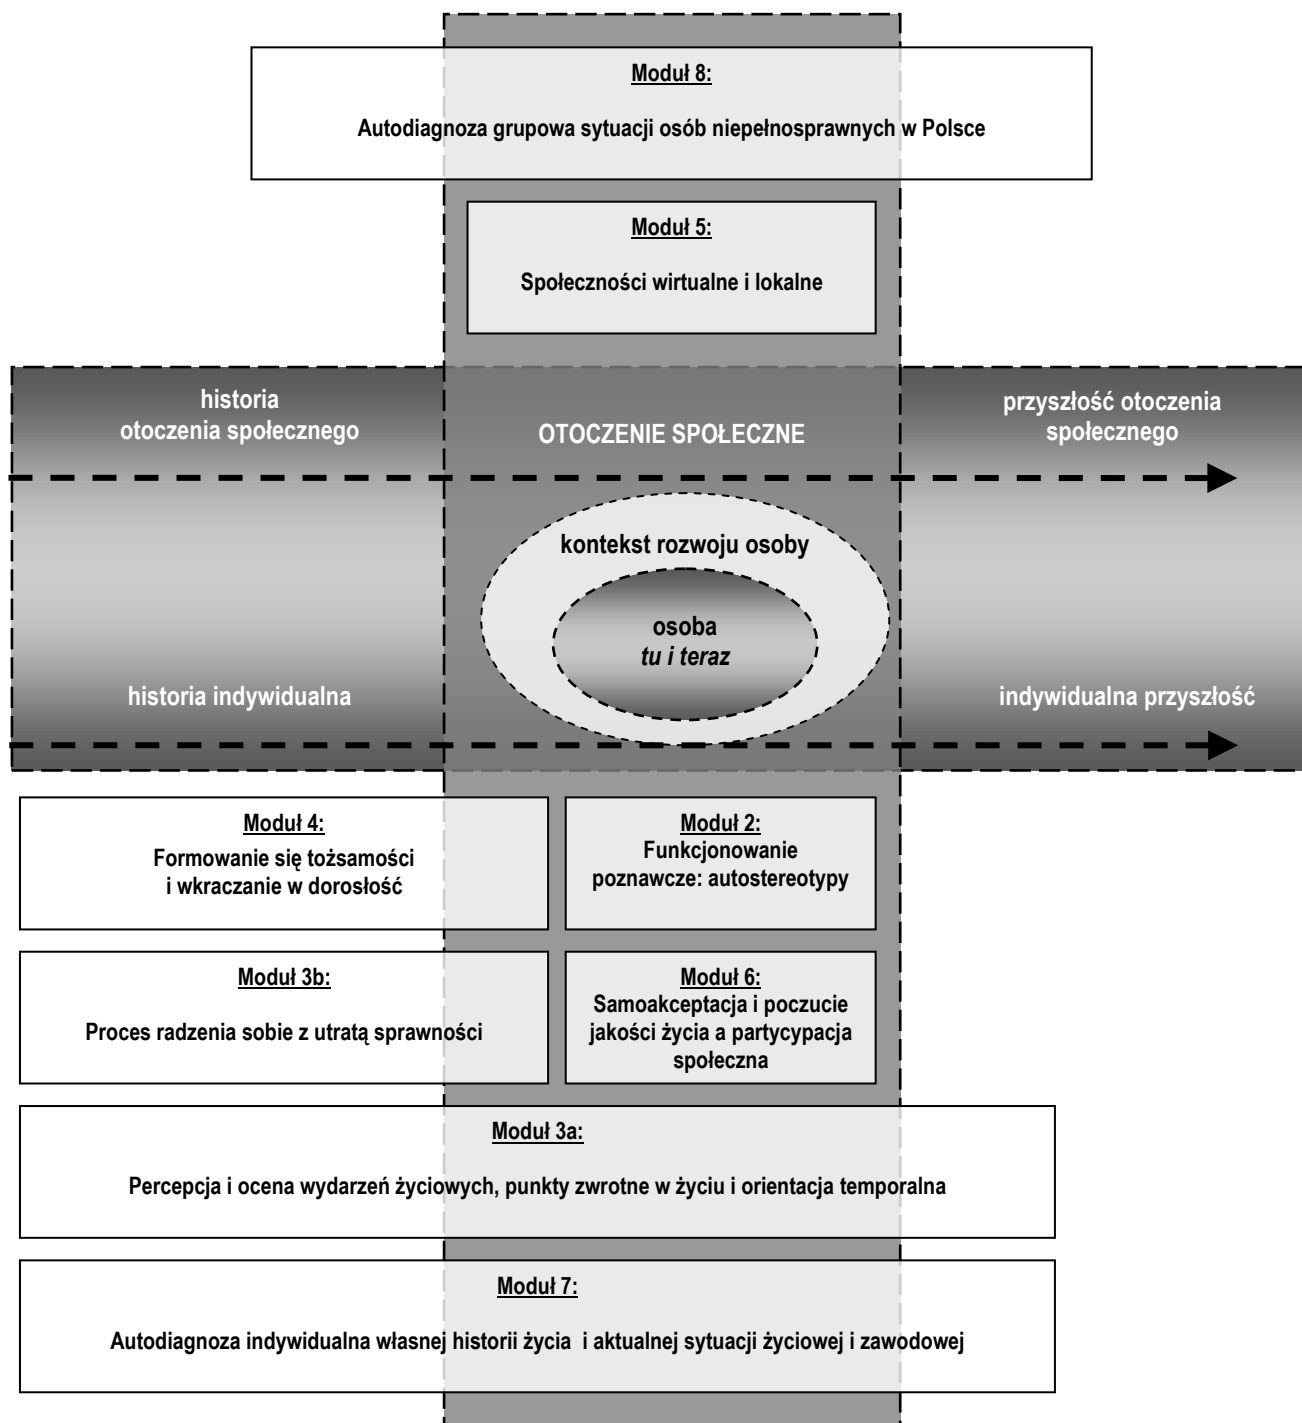 Moduł 8:
Autodiagnoza grupowa sytuacji osób niepełnosprawnych w Polsce
Moduł 5:
Społeczności wirtualne i lokalne
historia
otoczenia społecznego
OTOCZENIE SPOŁECZNE
przyszłość otoczenia
społecznego
kontekst rozwoju osoby
osoba
tu i teraz
historia indywidualna
indywidualna przyszłość
Moduł 4:
Formowanie się tożsamości
i wkraczanie w dorosłość
Moduł 2:
Funkcjonowanie
poznawcze: autostereotypy
Moduł 3b:
Proces radzenia sobie z utratą sprawności
Moduł 6:
Samoakceptacja i poczucie
jakości życia a partycypacja
społeczna
Moduł 3a:
Percepcja i ocena wydarzeń życiowych, punkty zwrotne w życiu i orientacja temporalna
Moduł 7:
Autodiagnoza indywidualna własnej historii życia i aktualnej sytuacji życiowej i zawodowej